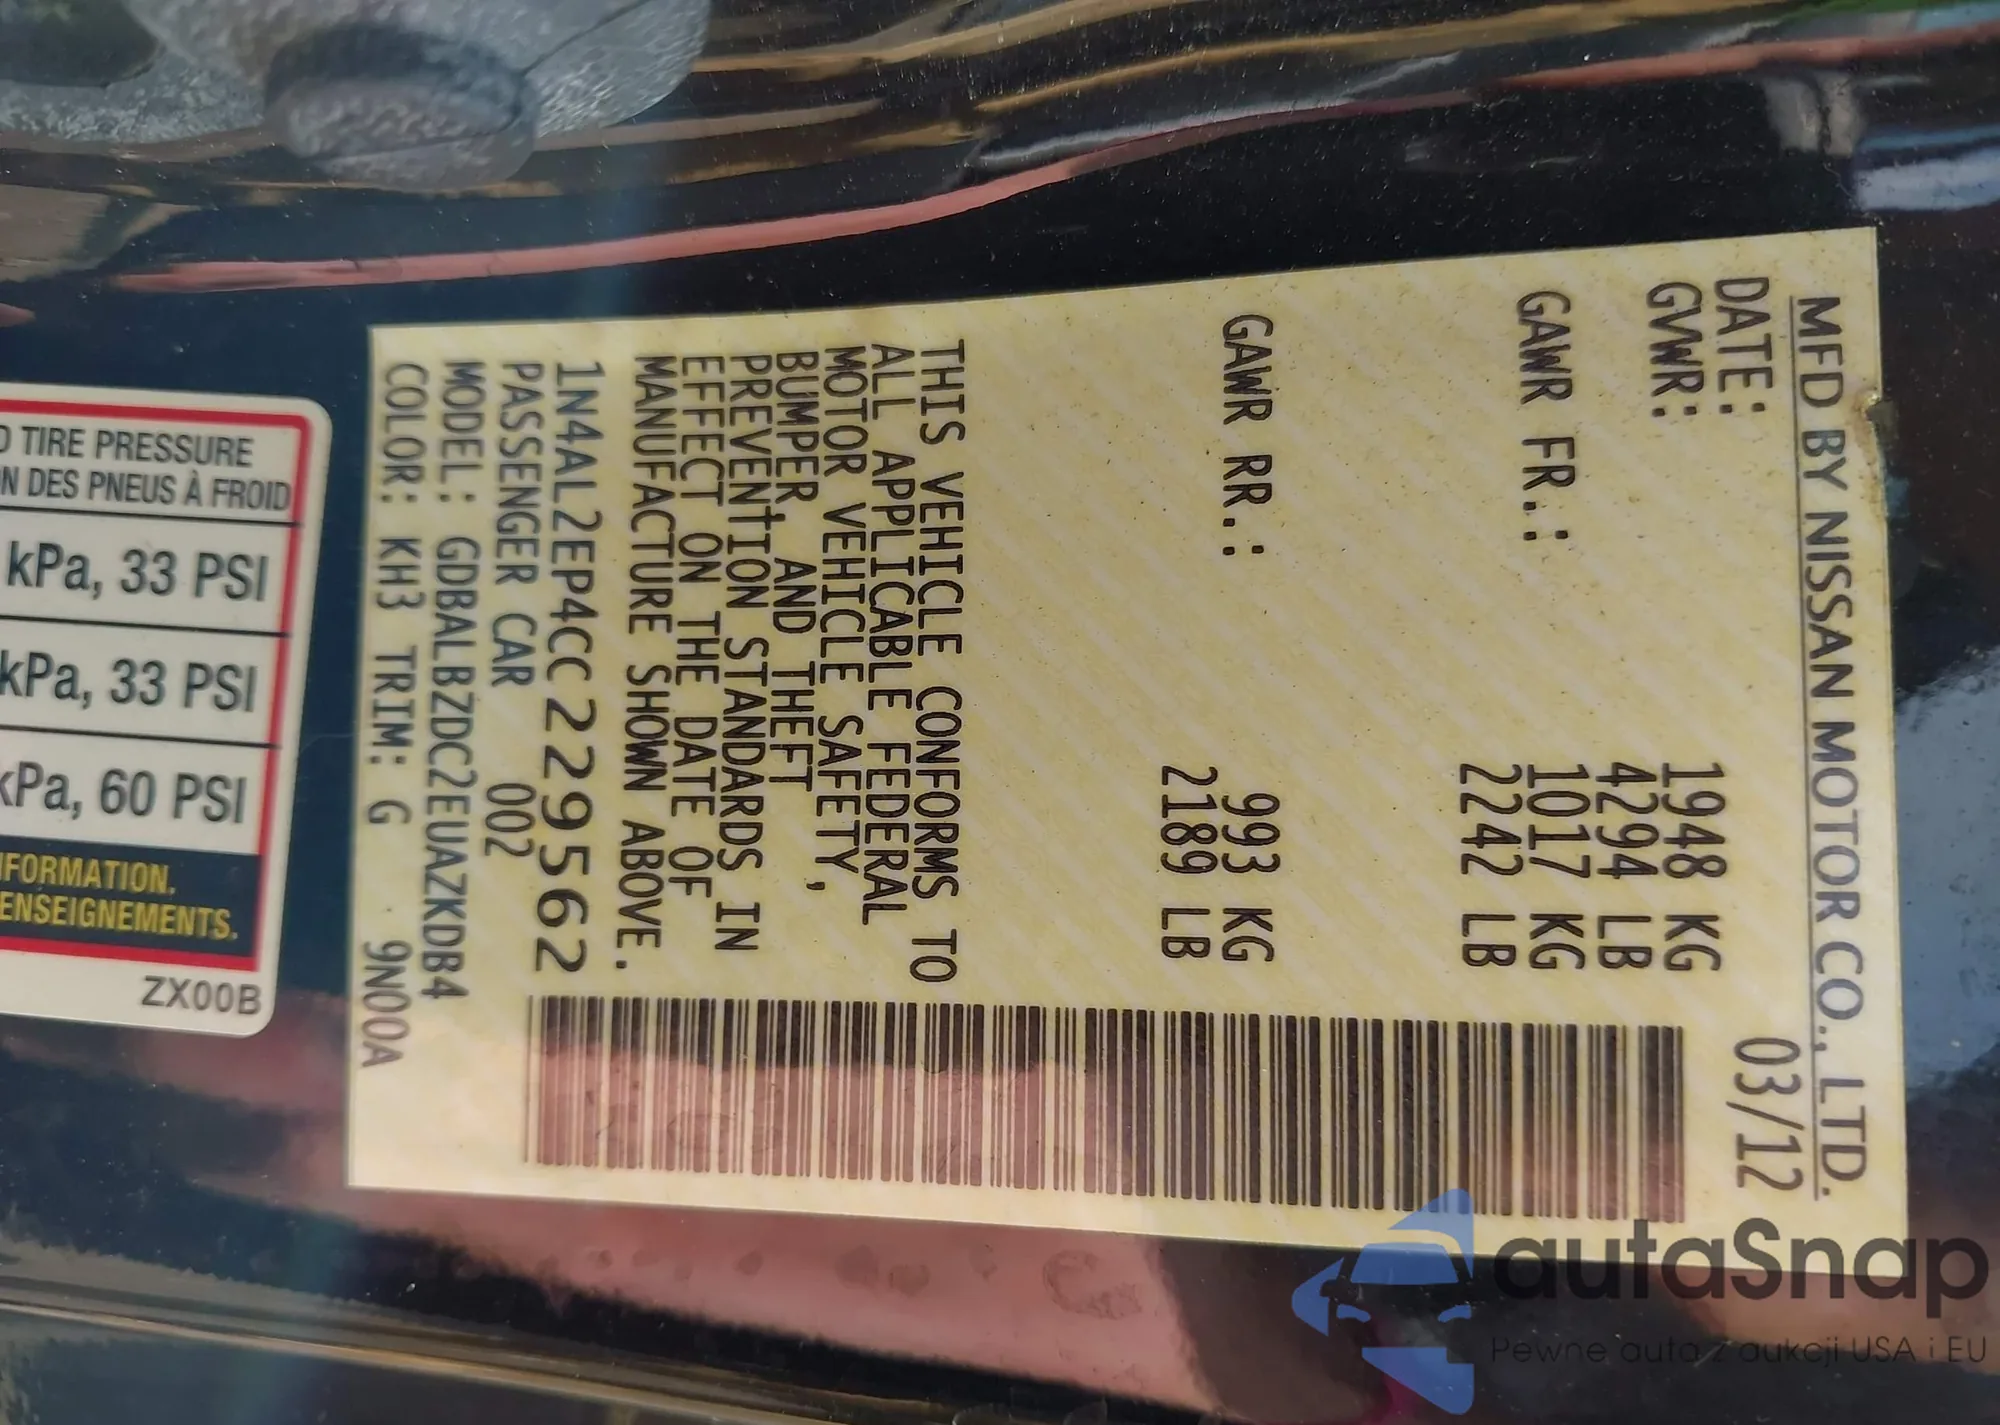 MFD BY NISSAN MOTOR CO., LTD.
DATE: 03/12
GVWR: 1948 KG
4294 LB
GAWR FR.: 1017 KG
2242 LB
GAWR RR.: 993 KG
2189 LB
THIS VEHICLE CONFORMS TO
ALL APPLICABLE FEDERAL
MOTOR VEHICLE SAFETY,
BUMPER, AND THEFT
PREVENTION STANDARDS IN
EFFECT ON THE DATE OF
MANUFACTURE SHOWN ABOVE.
1N4AL2EP4CC229562
PASSENGER CAR 002
MODEL: GDBALBZDC2EUAZKDB4
COLOR: KH3 TRIM: G 9N00A
TIRE PRESSURE
DES PNEUS À FROID
kPa, 33 PSI
kPa, 33 PSI
kPa, 60 PSI
ZX00B
autaSnap
Pewne auta z aukcji USA i EU